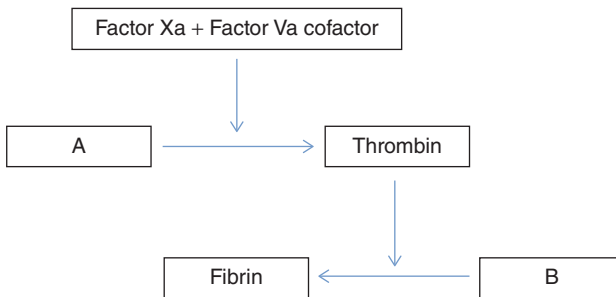 Factor Xa + Factor Va cofactor
A
Thrombin
Fibrin
B